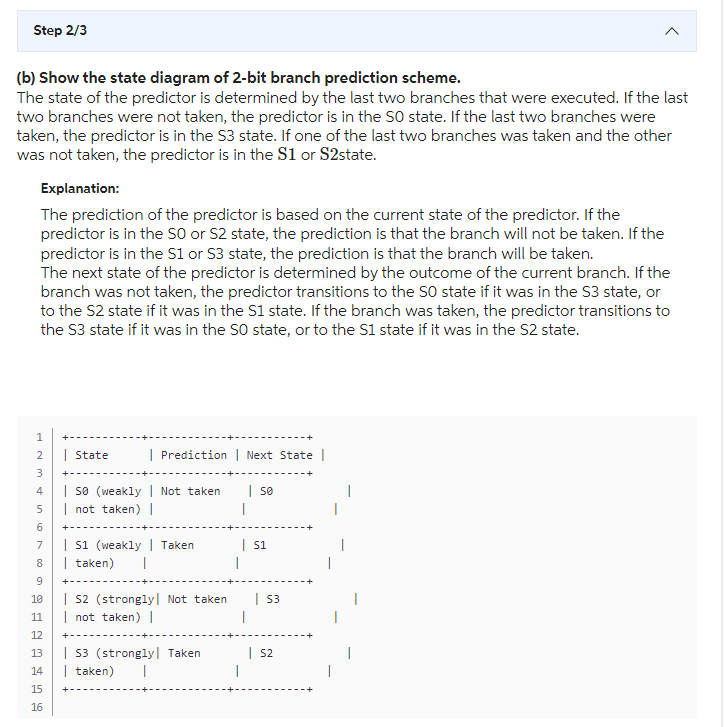 Step 2/3
(b) Show the state diagram of 2-bit branch prediction scheme.
The state of the predictor is determined by the last two branches that were executed. If the last
two branches were not taken, the predictor is in the S0 state. If the last two branches were
taken, the predictor is in the S3 state. If one of the last two branches was taken and the other
was not taken, the predictor is in the S1 or S2state.
Explanation:
The prediction of the predictor is based on the current state of the predictor. If the
predictor is in the S0 or S2 state, the prediction is that the branch will not be taken. If the
predictor is in the S1 or S3 state, the prediction is that the branch will be taken.
The next state of the predictor is determined by the outcome of the current branch. If the
branch was not taken, the predictor transitions to the S0 state if it was in the S3 state, or
to the S2 state if it was in the S1 state. If the branch was taken, the predictor transitions to
the S3 state if it was in the S0 state, or to the S1 state if it was in the S2 state.
1 +-----------+------------+-----------+
2 | State     | Prediction | Next State |
3 +-----------+------------+-----------+
4 | S0 (weakly | Not taken    | S0          |
5 | not taken) |             |             |
6 +-----------+------------+-----------+
7 | S1 (weakly | Taken       | S1          |
8 | taken)    |             |             |
9 +-----------+------------+-----------+
10 | S2 (strongly| Not taken    | S3          |
11 | not taken) |             |             |
12 +-----------+------------+-----------+
13 | S3 (strongly| Taken       | S2          |
14 | taken)    |             |             |
15 +-----------+------------+-----------+
16